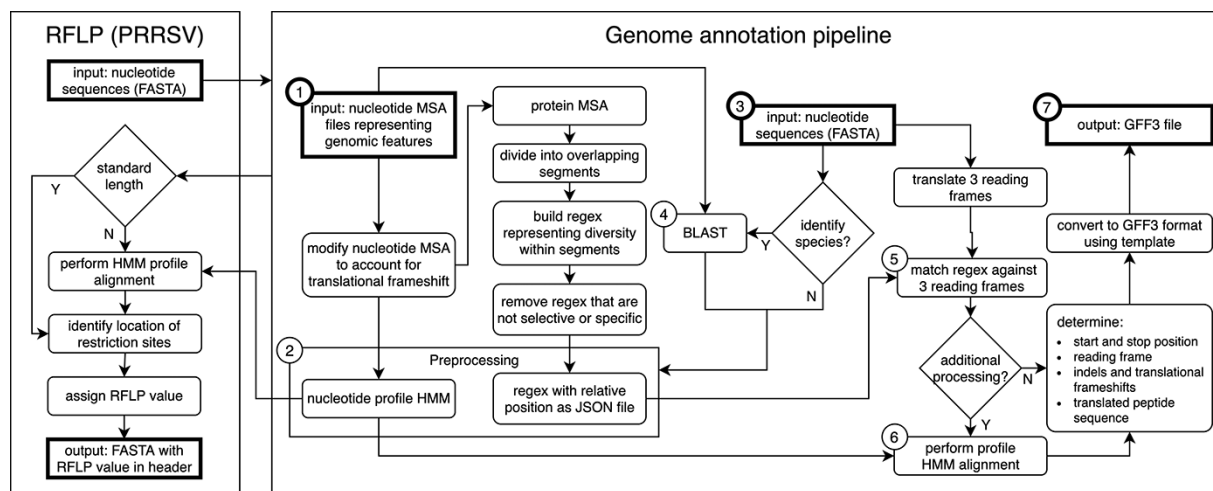 RFLP (PRRSV)
input: nucleotide
sequences (FASTA)
standard
length
Y
N
perform HMM profile
alignment
identify location of
restriction sites
assign RFLP value
output: FASTA with
RFLP value in header
Genome annotation pipeline
1
input: nucleotide MSA
files representing
genomic features
modify nucleotide MSA
to account for
translational frameshift
protein MSA
divide into overlapping
segments
build regex
representing diversity
within segments
remove regex that are
not selective or specific
2
Preprocessing
nucleotide profile HMM
regex with relative
position as JSON file
3
input: nucleotide
sequences (FASTA)
4
BLAST
Y
identify
species?
N
translate 3 reading
frames
5
match regex against
3 reading frames
additional
processing?
N
Y
6
perform profile
HMM alignment
7
output: GFF3 file
convert to GFF3 format
using template
determine:
• start and stop position
• reading frame
• indels and translational
frameshifts
• translated peptide
sequence